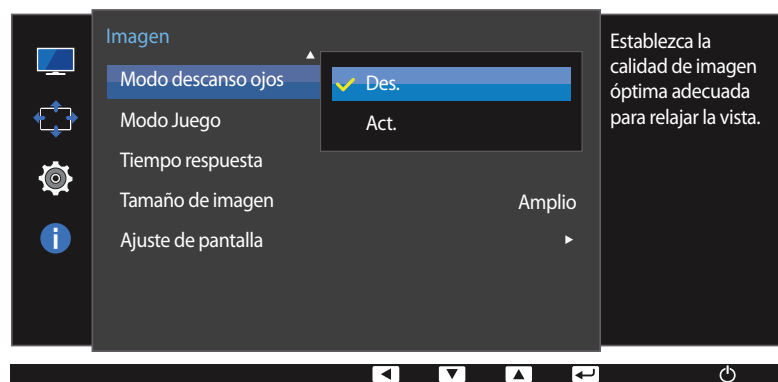 Imagen
Modo descanso ojos
Des.
Act.
Modo Juego
Tiempo respuesta
Tamaño de imagen Amplio
Ajuste de pantalla
Establezca la
calidad de imagen
óptima adecuada
para relajar la vista.